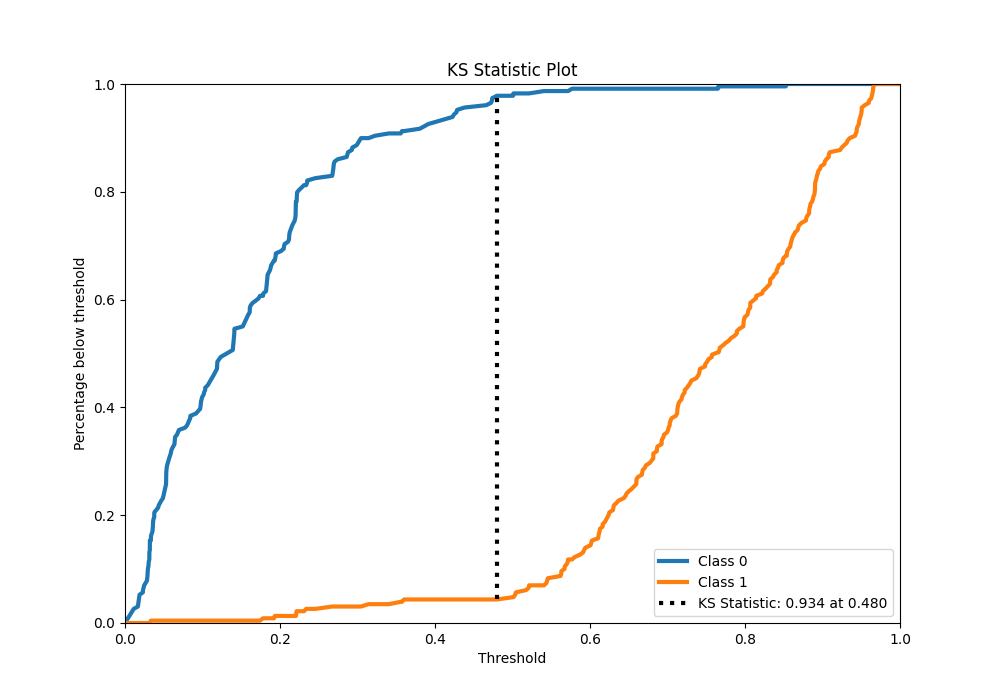 KS Statistic Plot
Percentage below threshold
1.0
0.8
0.6
0.4
0.2
0.0
0.0 0.2 0.4 0.6 0.8 1.0
Threshold
Class 0
Class 1
KS Statistic: 0.934 at 0.480